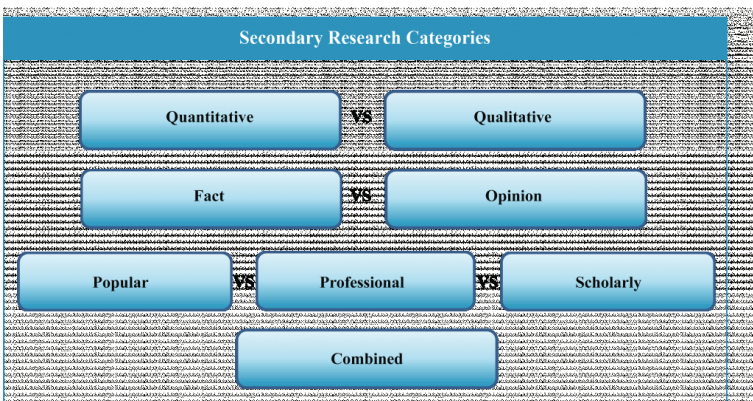 Secondary Research Categories
Quantitative VS Qualitative
Fact VS Opinion
Popular VS Professional VS Scholarly
Combined